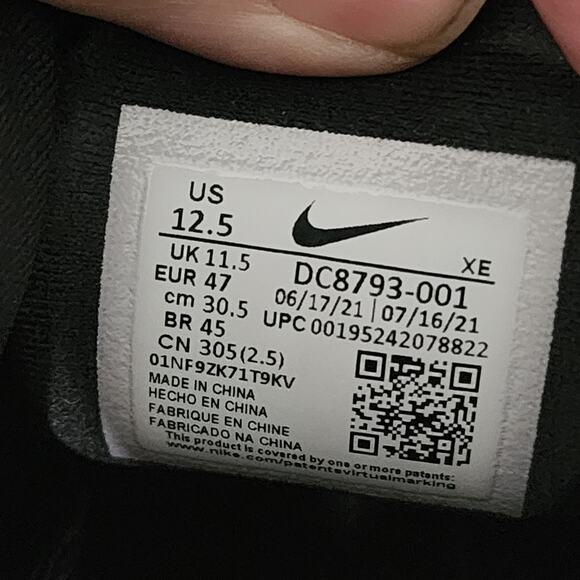 US
12.5
XE
UK 11.5
EUR 47
cm 30.5
BR 45
CN 305(2.5)
DC8793-001
06/17/21 | 07/16/21
UPC 00195242078822
01NF9ZK71T9KV
MADE IN CHINA
HECHO EN CHINA
FABRIQUE EN CHINE
FABRICADO NA CHINA
This product is covered by one or more patents:
www.nike.com/patentsvirtualmarking